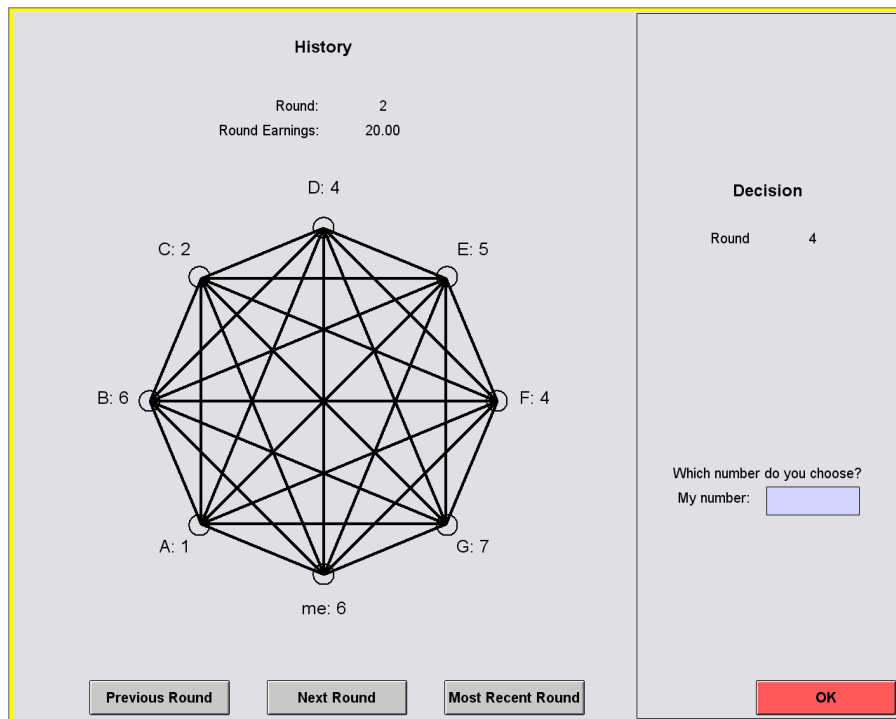 History
Round: 2
Round Earnings: 20.00
D: 4
C: 2
E: 5
B: 6
F: 4
A: 1
G: 7
me: 6
Previous Round
Next Round
Most Recent Round
Decision
Round 4
Which number do you choose?
My number:
OK